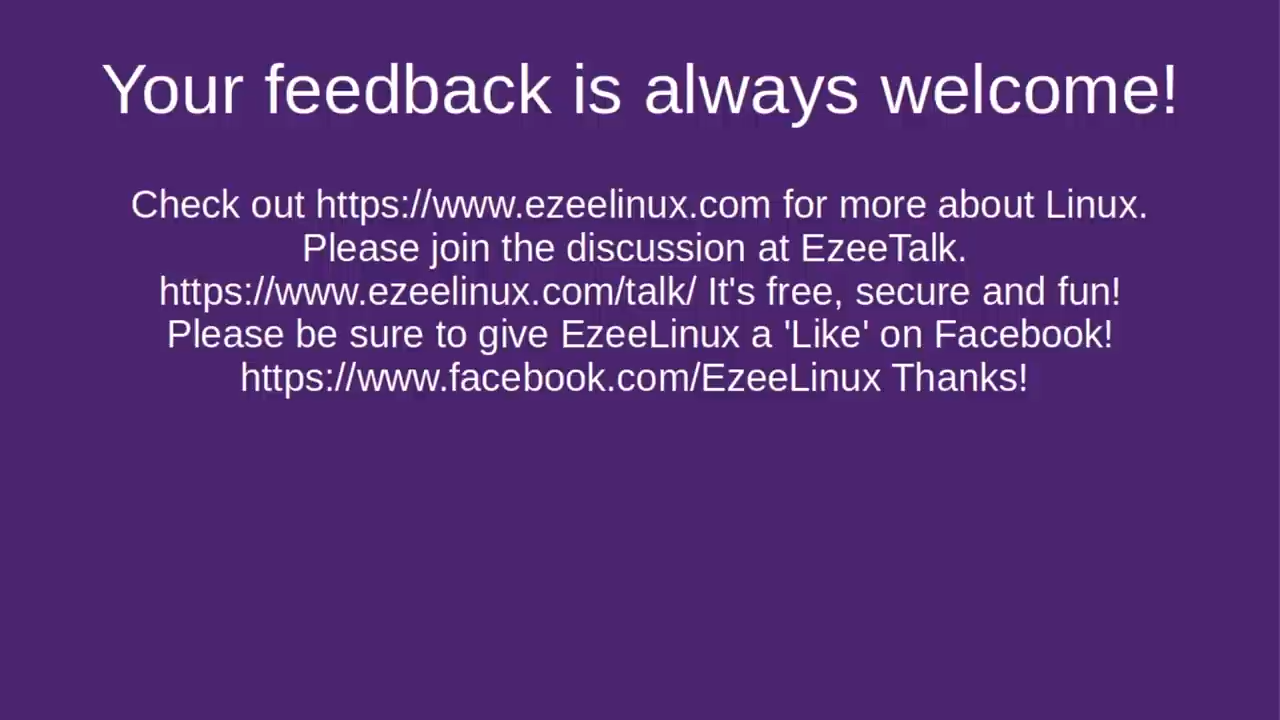 Your feedback is always welcome!
Check out https://www.ezeelinux.com for more about Linux.
Please join the discussion at EzeeTalk.
https://www.ezeelinux.com/talk/ It's free, secure and fun!
Please be sure to give EzeeLinux a 'Like' on Facebook!
https://www.facebook.com/EzeeLinux Thanks!